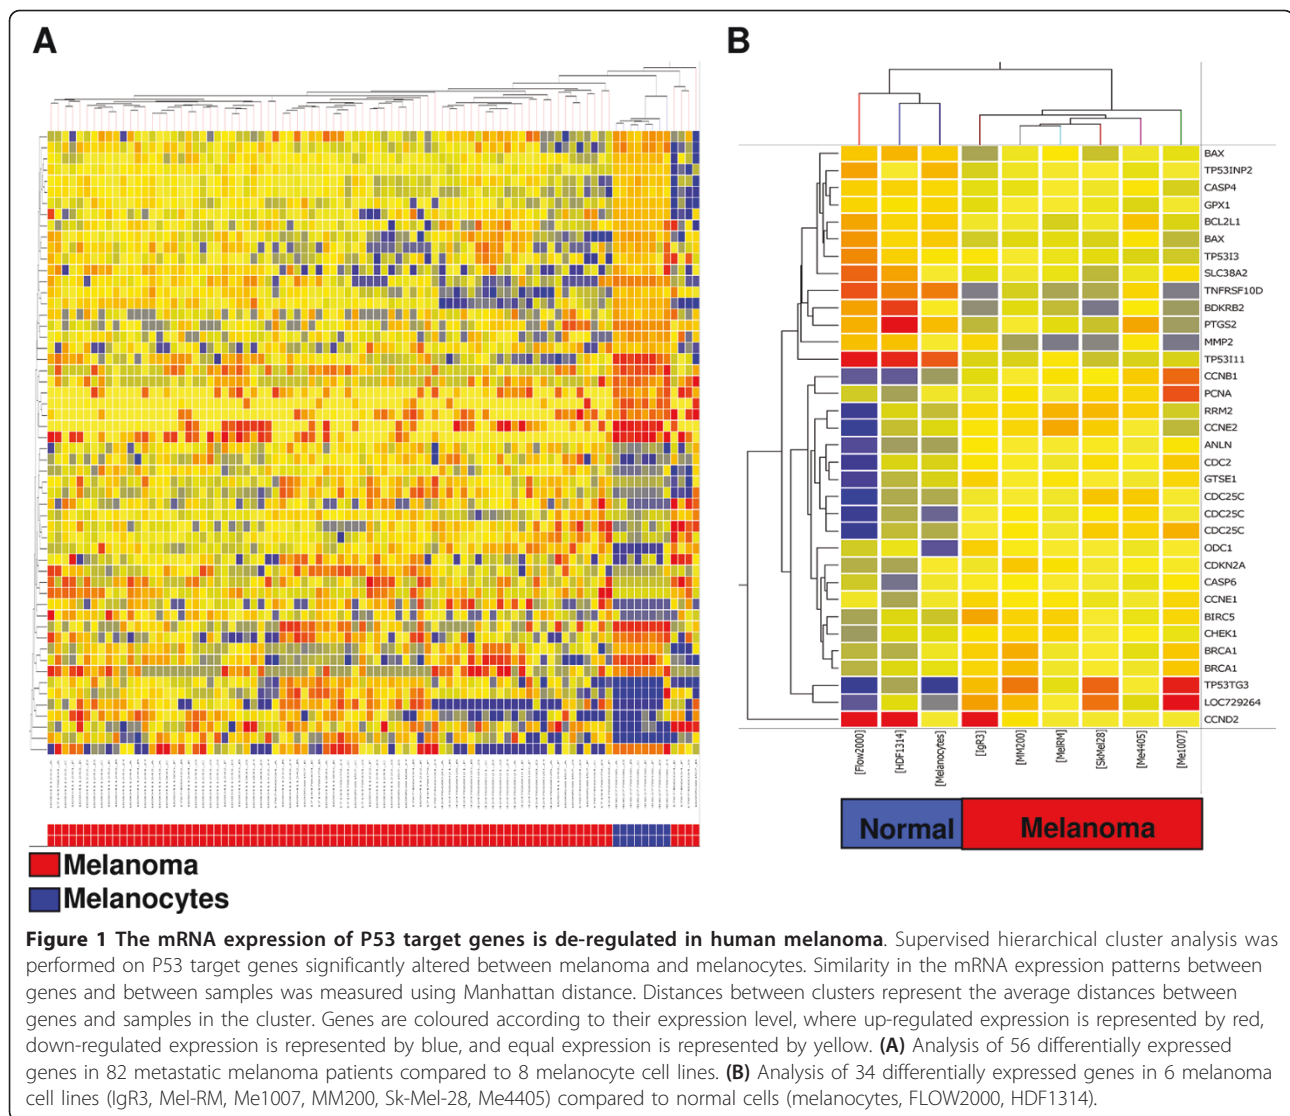 A
B
BAX
TP53INP2
CASP4
GPX1
BCL2L1
BAX
TP53I3
SLC38A2
TNFRSF10D
BDKRB2
PTGS2
MMP2
TP53I11
CCNB1
PCNA
RRM2
CCNE2
ANLN
CDC2
GTSE1
CDC25C
CDC25C
CDC25C
ODC1
CDKN2A
CASP6
CCNE1
BIRC5
CHEK1
BRCA1
BRCA1
TP53TG3
LOC729264
CCND2
[Flow2000]
[HDF1314]
[Melanocytes]
[IgR3]
[MM200]
[MelRM]
[SkMel28]
[Me4405]
[Me1007]
Normal
Melanoma
Melanoma
Melanocytes
Figure 1 The mRNA expression of P53 target genes is de-regulated in human melanoma. Supervised hierarchical cluster analysis was
performed on P53 target genes significantly altered between melanoma and melanocytes. Similarity in the mRNA expression patterns between
genes and between samples was measured using Manhattan distance. Distances between clusters represent the average distances between
genes and samples in the cluster. Genes are coloured according to their expression level, where up-regulated expression is represented by red,
down-regulated expression is represented by blue, and equal expression is represented by yellow. (A) Analysis of 56 differentially expressed
genes in 82 metastatic melanoma patients compared to 8 melanocyte cell lines. (B) Analysis of 34 differentially expressed genes in 6 melanoma
cell lines (IgR3, Mel-RM, Me1007, MM200, Sk-Mel-28, Me4405) compared to normal cells (melanocytes, FLOW2000, HDF1314).